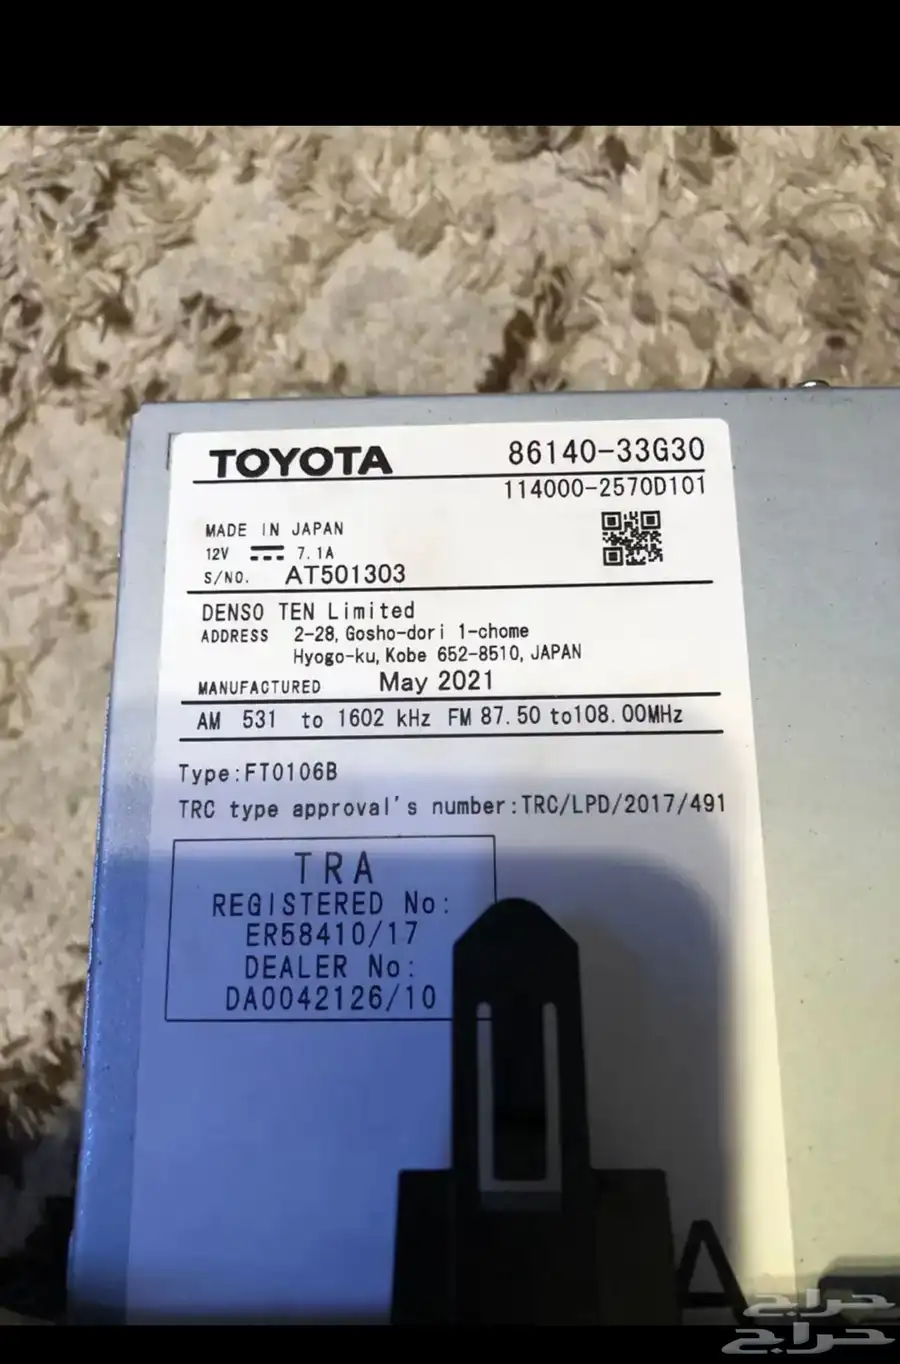 TOYOTA 86140-33G30
114000-2570D101
MADE IN JAPAN
12V 7.1A
S/NO. AT501303
DENSO TEN Limited
ADDRESS 2-28, Gosho-dori 1-chome
Hyogo-ku, Kobe 652-8510, JAPAN
MANUFACTURED May 2021
AM 531 to 1602 kHz FM 87.50 to108.00MHz
Type:FT0106B
TRC type approval's number:TRC/LPD/2017/491
TRA
REGISTERED No:
ER58410/17
DEALER No:
DA0042126/10
A
حراج
حراج